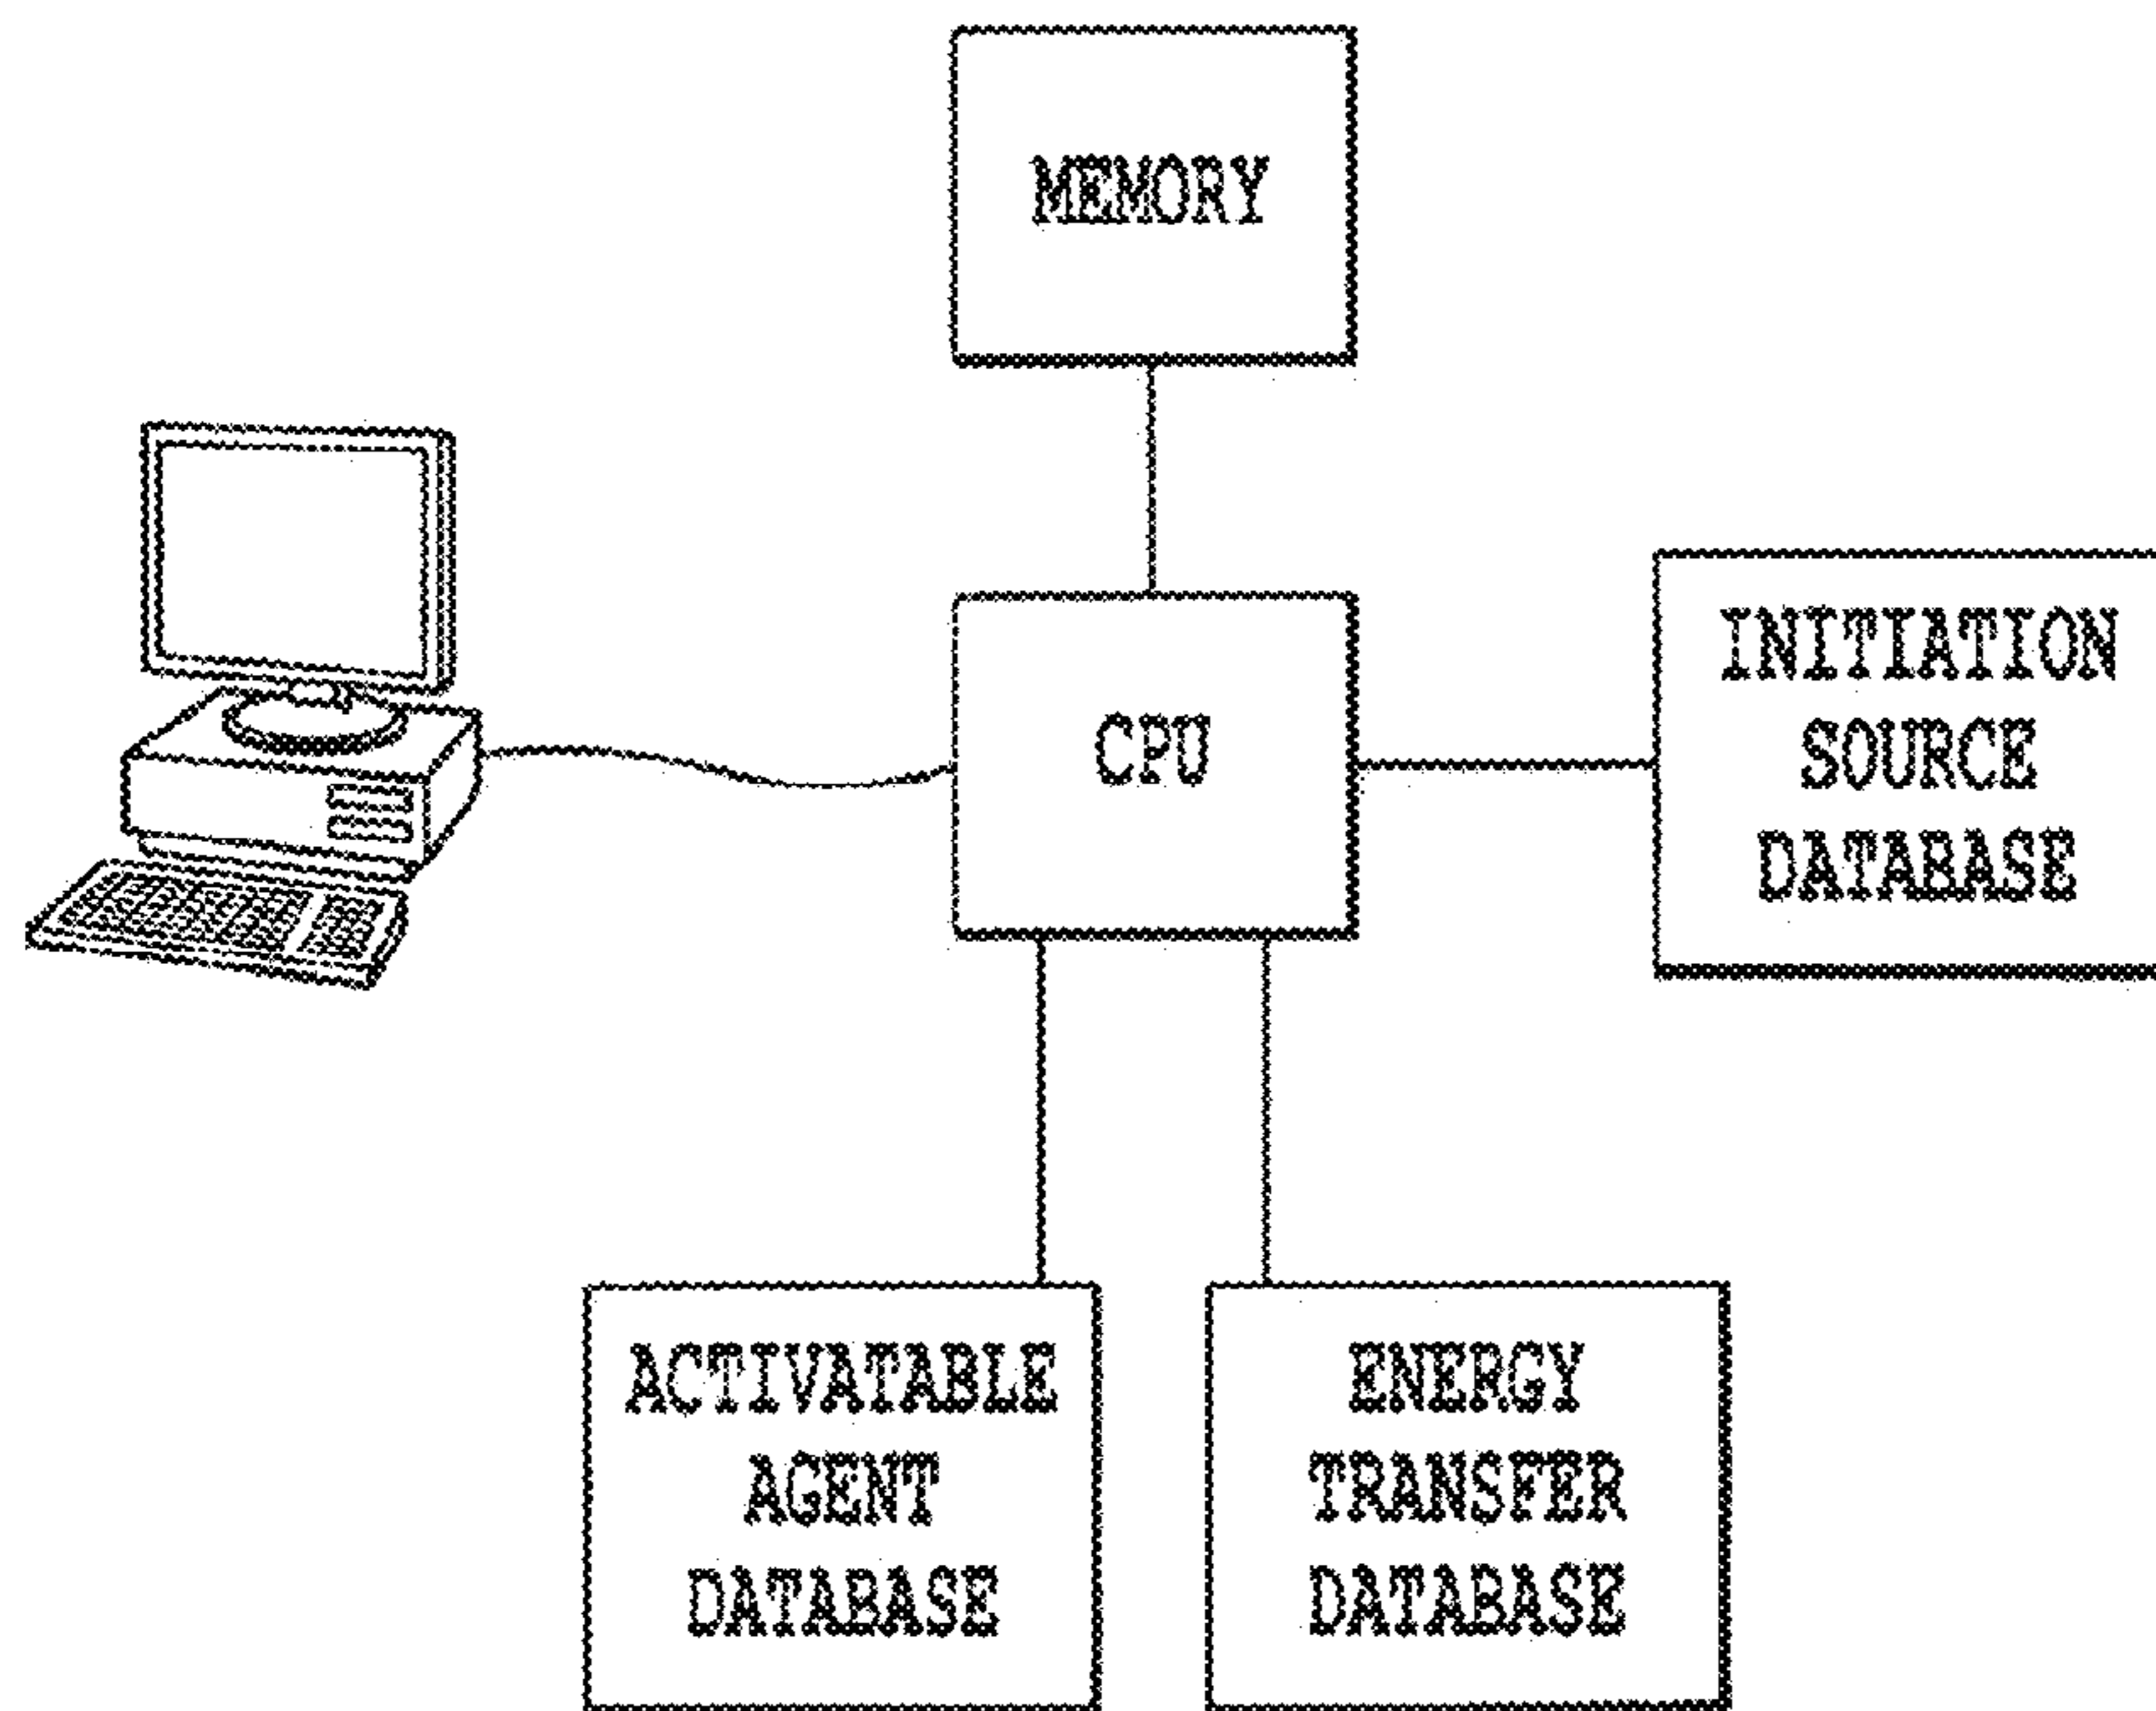 MEMORY
CPU
INITIATION
SOURCE
DATABASE
ACTIVATABLE
AGENT
DATABASE
ENERGY
TRANSFER
DATABASE